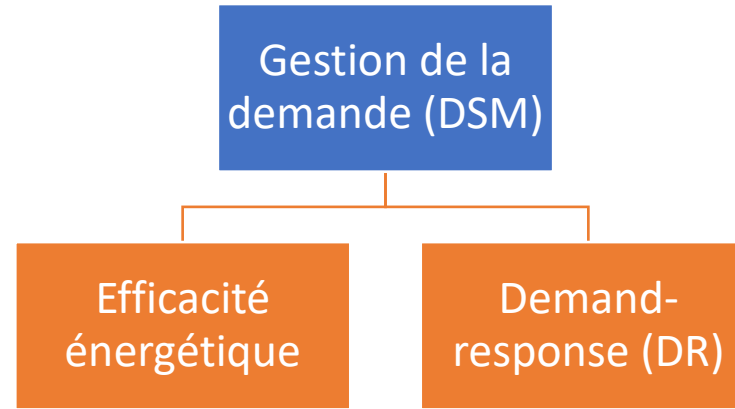 Gestion de la
demande (DSM)
Efficacité
énergétique
Demand-
response (DR)